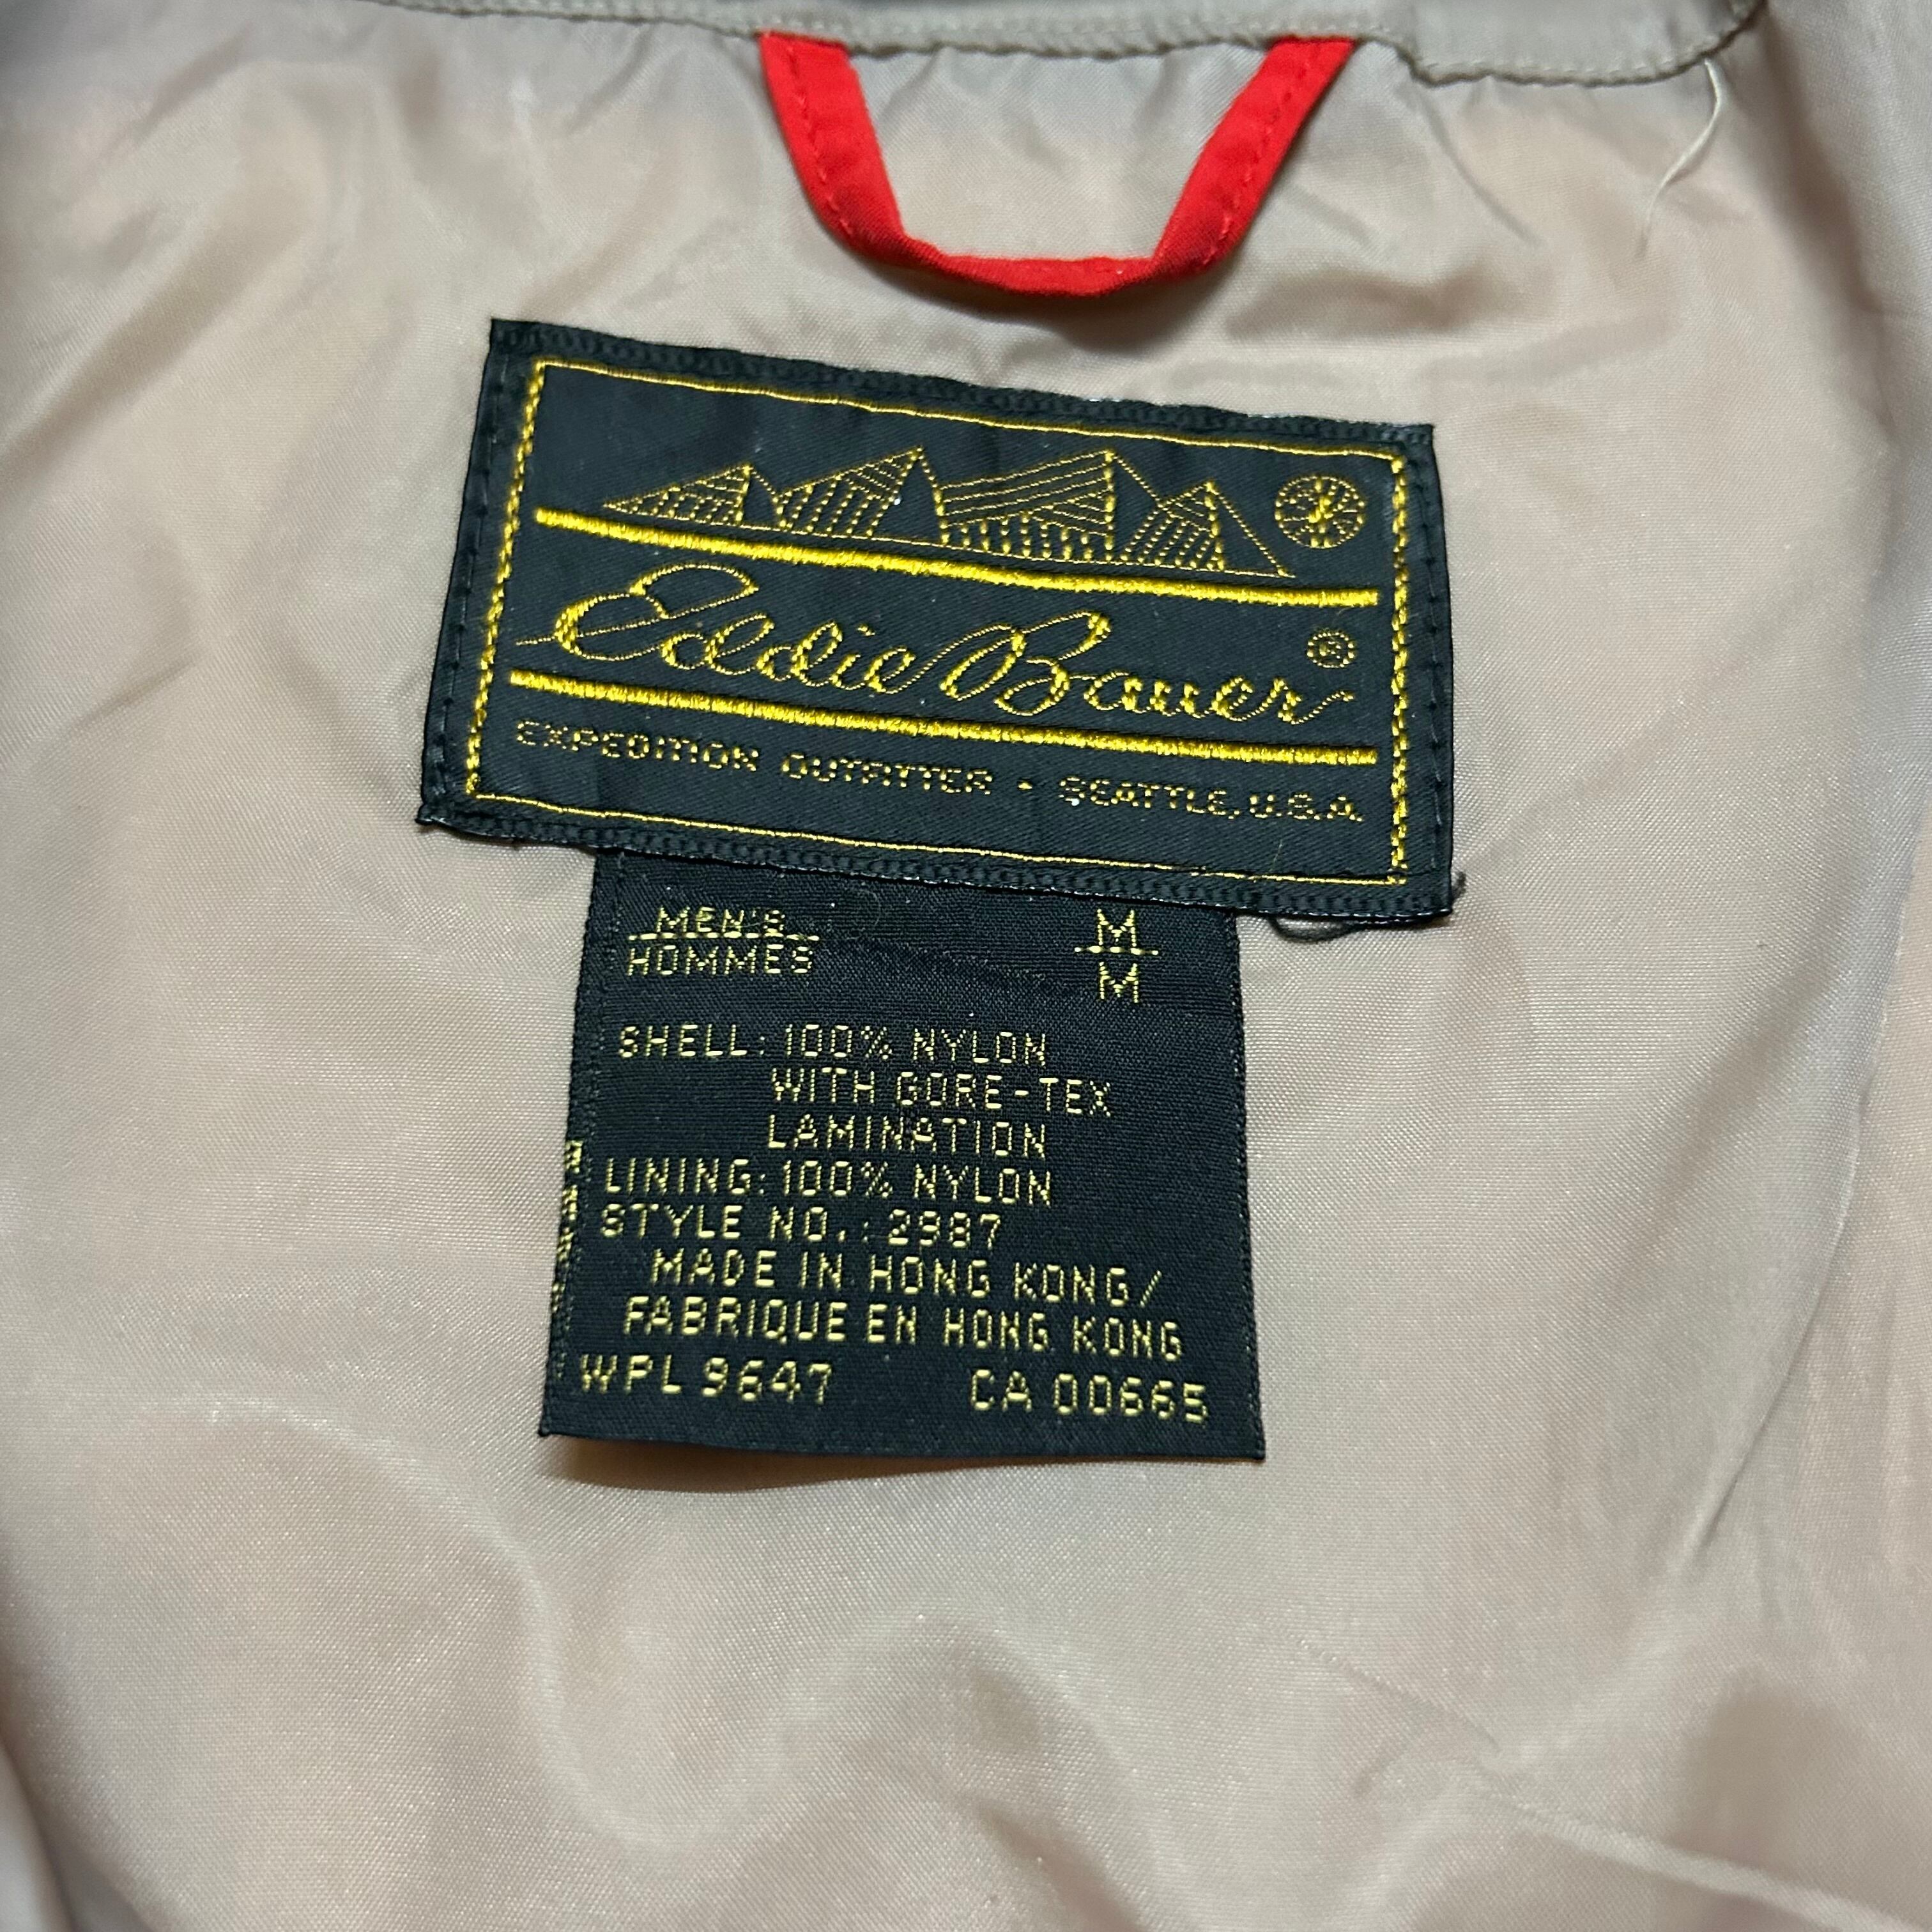 Eddie Bauer ®
EXPEDITION OUTFITTER • SEATTLE, U.S.A.
MEN'S M
HOMMES M
SHELL: 100% NYLON
WITH GORE-TEX
LAMINATION
LINING: 100% NYLON
STYLE NO.: 2987
MADE IN HONG KONG/
FABRIQUE EN HONG KONG
WPL 9647 CA 00665